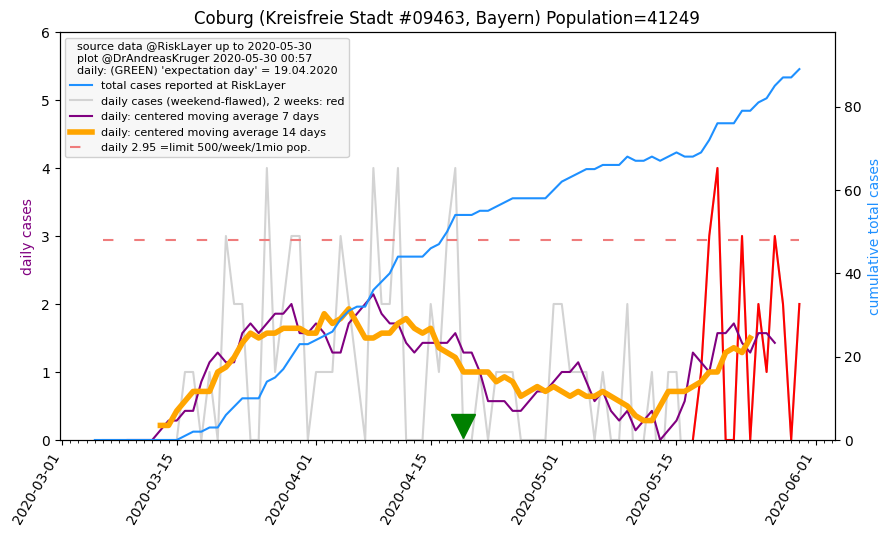 Coburg (Kreisfreie Stadt #09463, Bayern) Population=41249
source data @RiskLayer up to 2020-05-30
plot @DrAndreasKruger 2020-05-30 00:57
daily: (GREEN) 'expectation day' = 19.04.2020
total cases reported at RiskLayer
daily cases (weekend-flawed), 2 weeks: red
daily: centered moving average 7 days
daily: centered moving average 14 days
daily 2.95 =limit 500/week/1mio pop.
daily cases
6
5
4
3
2
1
0
cumulative total cases
80
60
40
20
0
2020-03-01
2020-03-15
2020-04-01
2020-04-15
2020-05-01
2020-05-15
2020-06-01